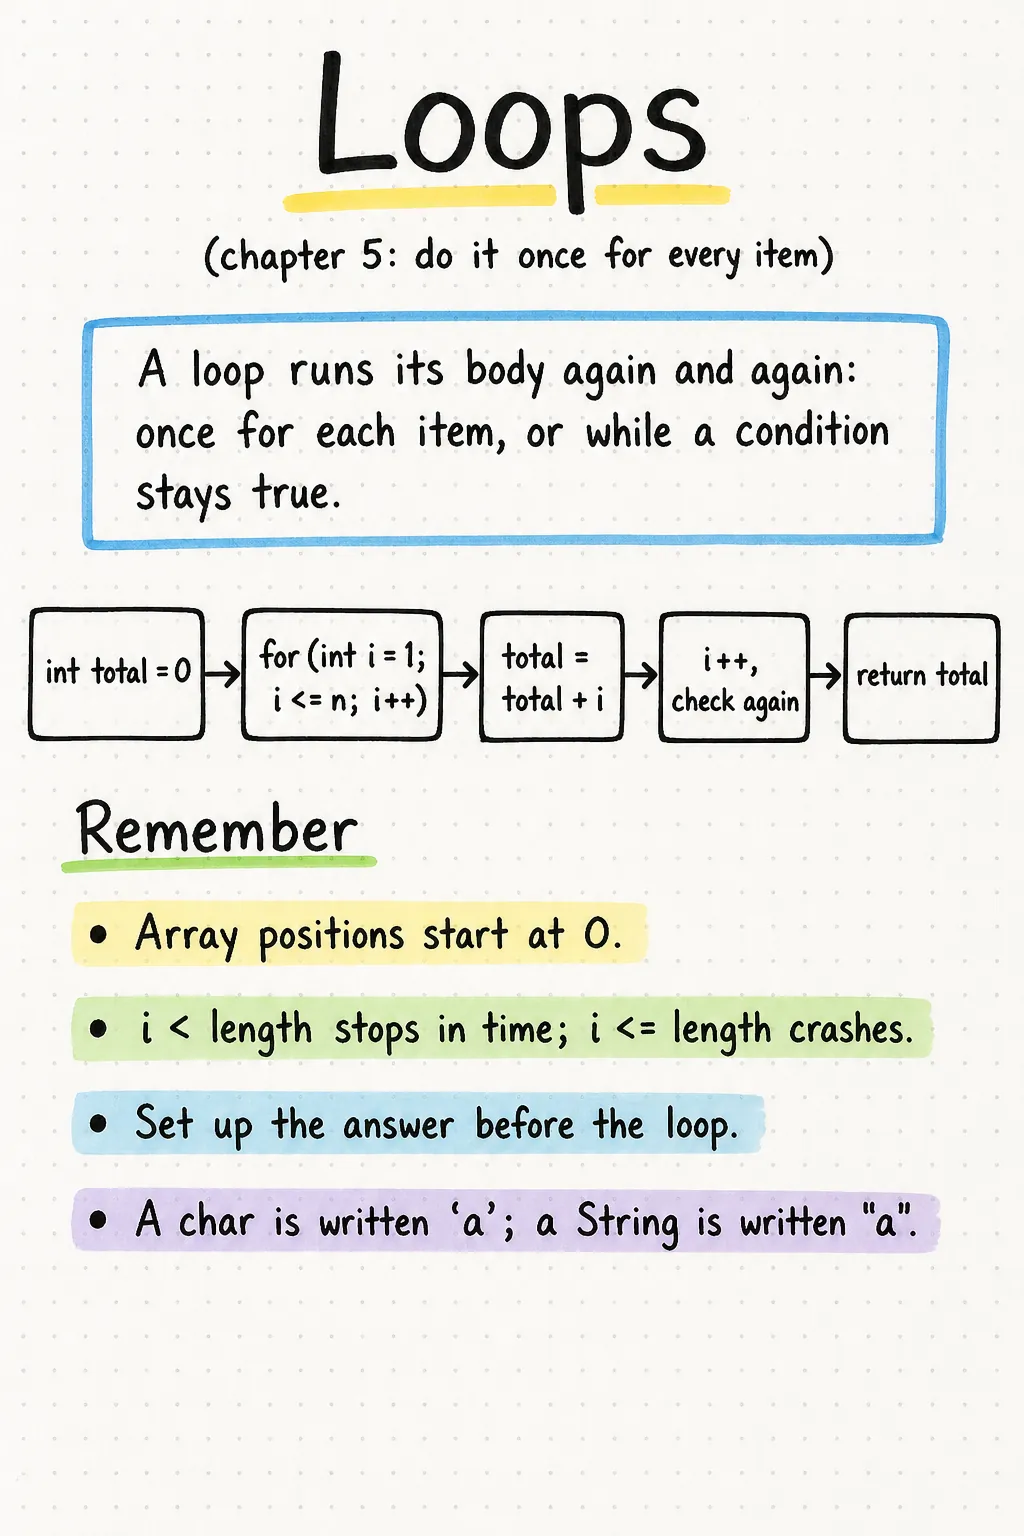 Loops
(chapter 5: do it once for every item)
A loop runs its body again and again:
once for each item, or while a condition
stays true.
int total = 0
for (int i = 1;
i <= n; i++)
total =
total + i
i++,
check again
return total
Remember
• Array positions start at 0.
• i < length stops in time; i <= length crashes.
• Set up the answer before the loop.
• A char is written ‘a’; a String is written "a".